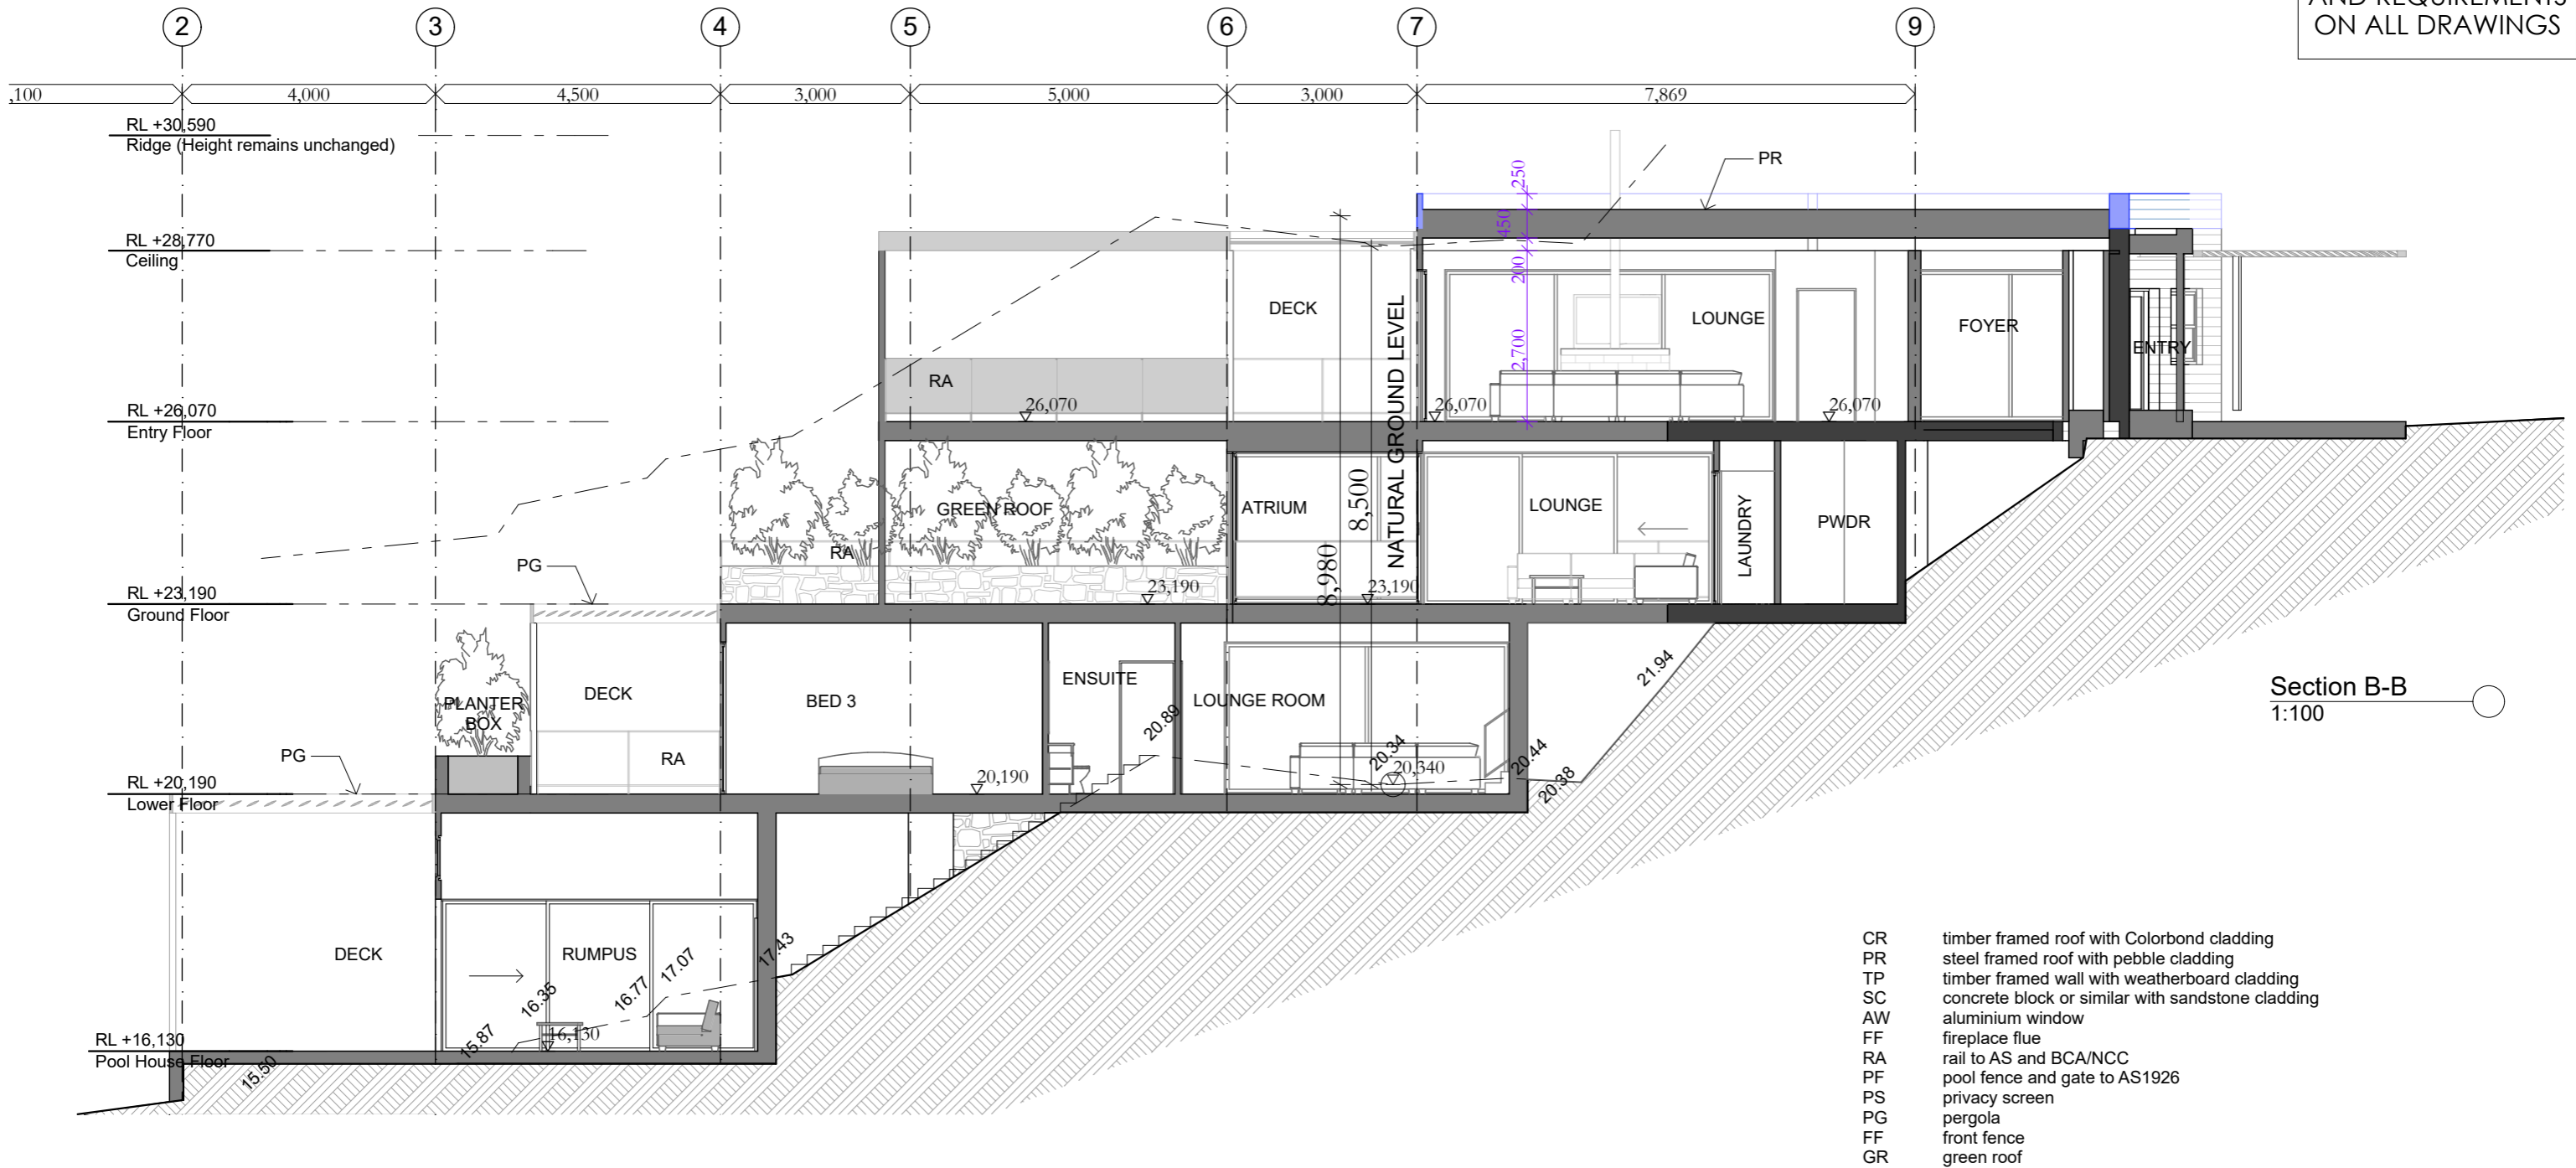 AND REQUIREMENTS
ON ALL DRAWINGS
2
3
4
5
6
7
9
,100
4,000
4,500
3,000
5,000
3,000
7,869
RL +30,590
Ridge (Height remains unchanged)
PR
250
450
RL +28,770
Ceiling
200
DECK
LOUNGE
FOYER
ENTRY
2,700
NATURAL GROUND LEVEL
RA
RL +26,070
Entry Floor
26,070
26,070
26,070
GREEN ROOF
ATRIUM
8,500
LOUNGE
LAUNDRY
PWDR
RA
PG
8,980
RL +23,190
Ground Floor
23,190
23,190
PLANTER
BOX
DECK
BED 3
ENSUITE
LOUNGE ROOM
21.94
Section B-B
1:100
20.89
RA
PG
20.34
20.44
20.38
RL +20,190
Lower Floor
20,190
20,340
DECK
RUMPUS
17.43
17.07
16.77
16.35
15.87
16,130
RL +16,130
Pool House Floor
15.50
CR timber framed roof with Colorbond cladding
PR steel framed roof with pebble cladding
TP timber framed wall with weatherboard cladding
SC concrete block or similar with sandstone cladding
AW aluminium window
FF fireplace flue
RA rail to AS and BCA/NCC
PF pool fence and gate to AS1926
PS privacy screen
PG pergola
FF front fence
GR green roof